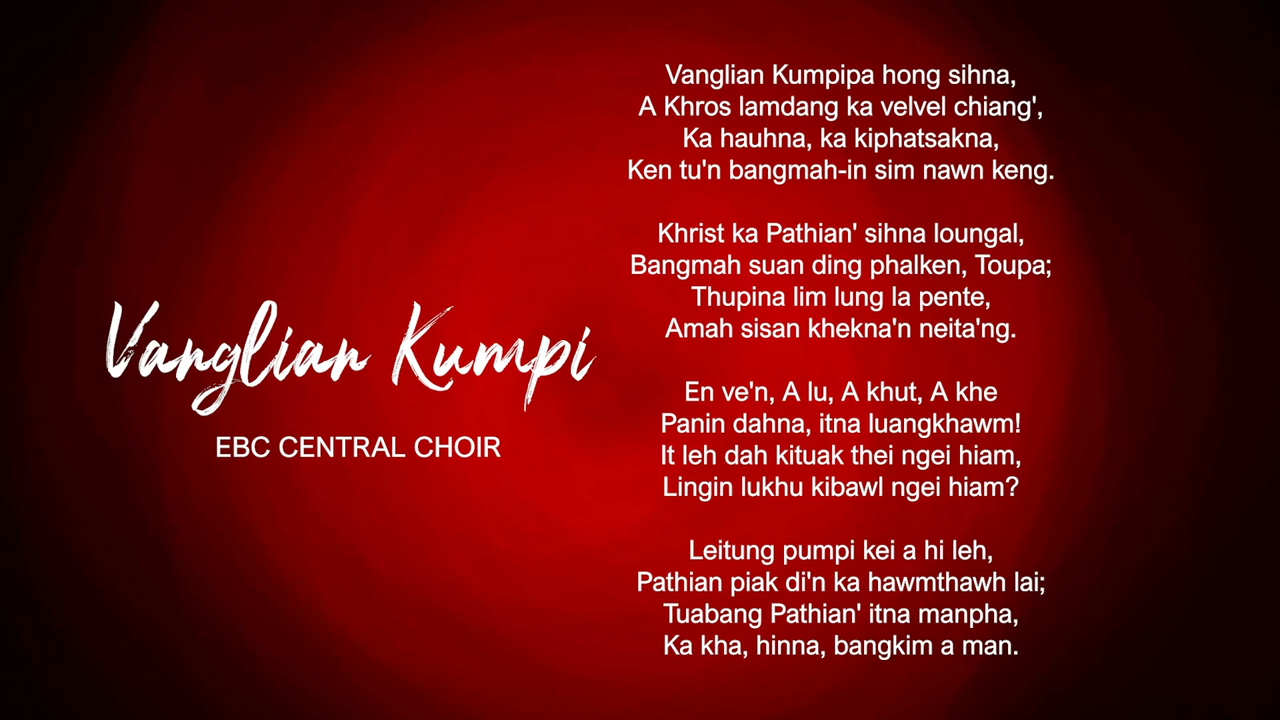 Vanglian Kumpi
EBC CENTRAL CHOIR
Vanglian Kumpipa hong sihna,
A Khros lamdang ka velvel chiang',
Ka hauhna, ka kiphatsakna,
Ken tu'n bangmah-in sim nawn keng.
Khrist ka Pathian' sihna loungal,
Bangmah suan ding phalken, Toupa;
Thupina lim lung la pente,
Amah sisan khekna'n neita'ng.
En ve'n, A lu, A khut, A khe
Panin dahna, itna luangkhawm!
It leh dah kituak thei ngei hiam,
Lingin lukhu kibawl ngei hiam?
Leitung pumpi kei a hi leh,
Pathian piak di'n ka hawmthawh lai;
Tuabang Pathian' itna manpha,
Ka kha, hinna, bangkim a man.